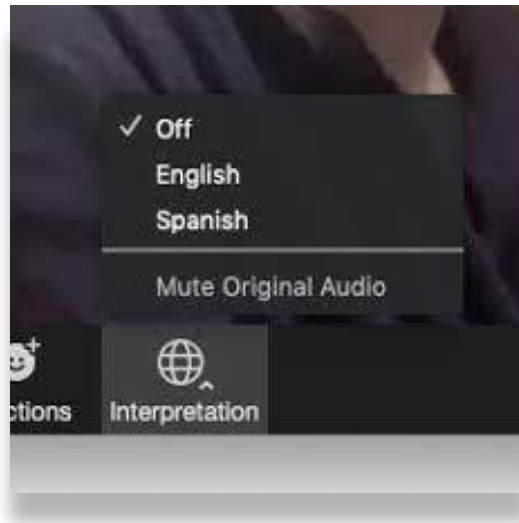 Off
English
Spanish
Mute Original Audio
ctions
Interpretation